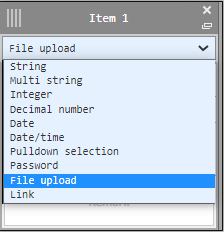 Item 1
File upload
String
Multi string
Integer
Decimal number
Date
Date/time
Pulldown selection
Password
File upload
Link